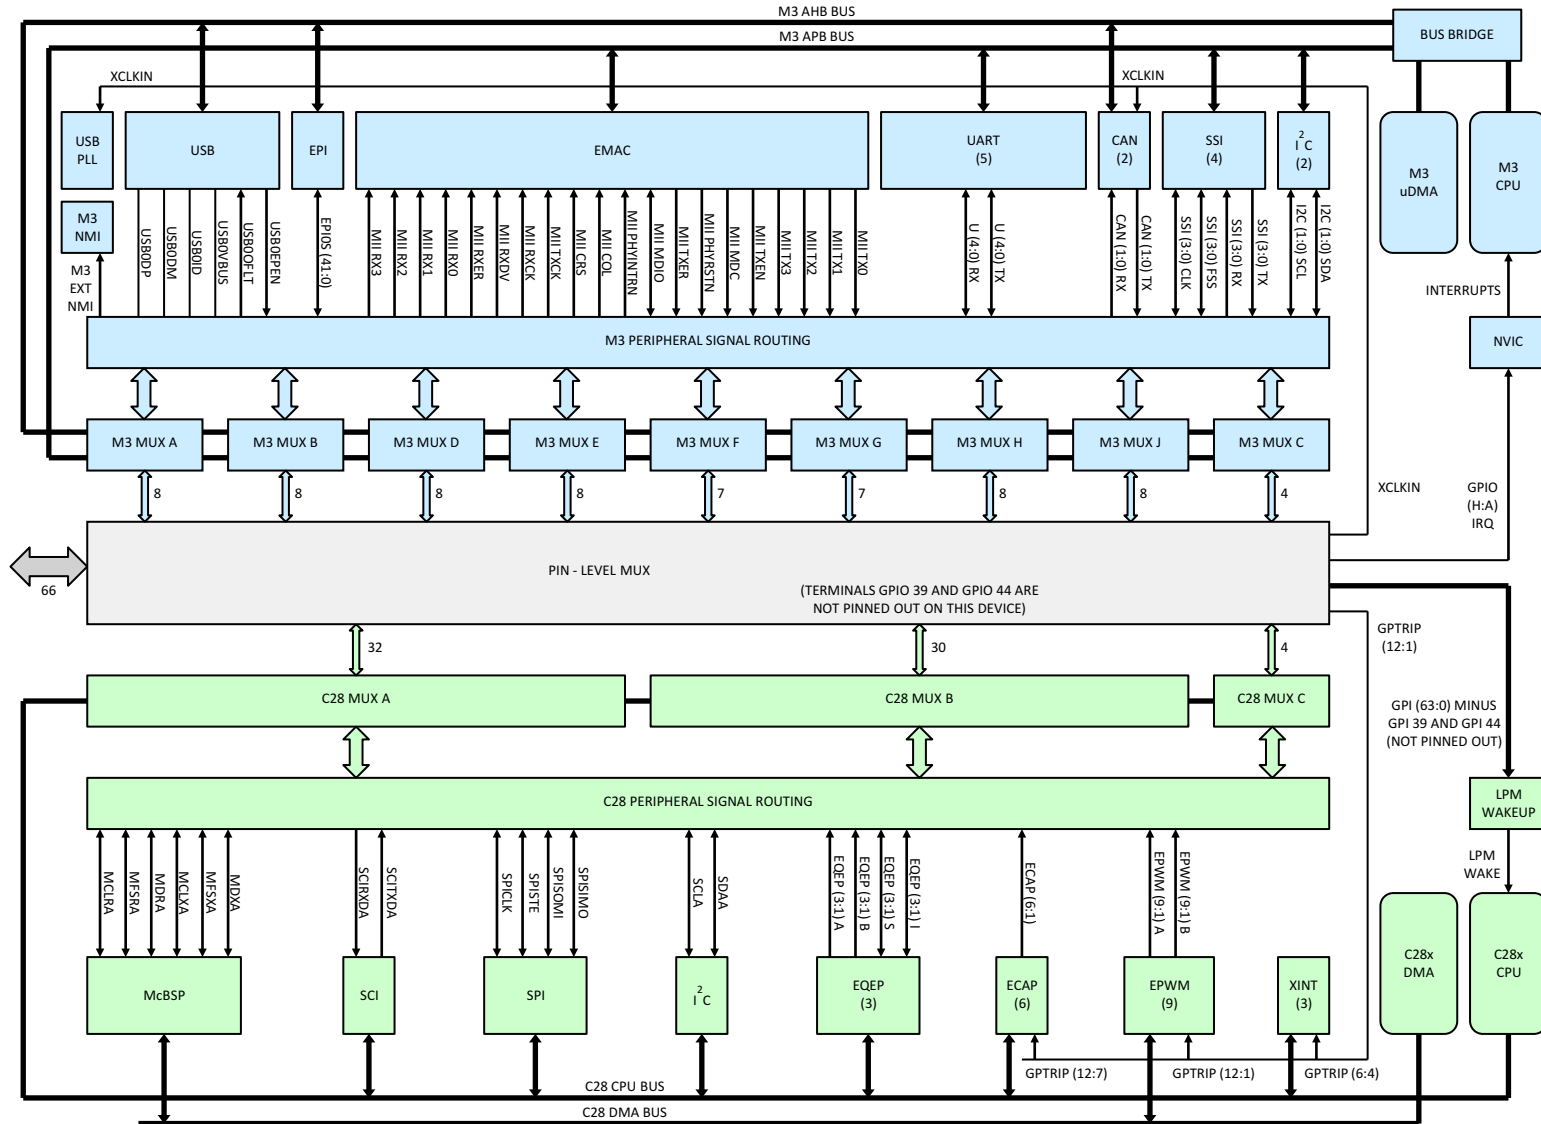 M3 AHB BUS
M3 APB BUS
BUS BRIDGE
XCLKIN
XCLKIN
USB
PLL
USB
EPI
EMAC
UART
(5)
CAN
(2)
SSI
(4)
I2C
(2)
M3
uDMA
M3
CPU
M3
NMI
M3
EXT
NMI
USB0DP
USB0DM
USB0ID
USB0VBUS
USB0OFLT
USB0EPEN
EPI0S (41:0)
MII RX3
MII RX2
MII RX1
MII RX0
MII RXER
MII RXDV
MII RXCK
MII TXCK
MII CRS
MII COL
MII PHYINTRN
MII MDIO
MII TXER
MII PHYRSTN
MII MDC
MII TXEN
MII TX3
MII TX2
MII TX1
MII TX0
U (4:0) RX
U (4:0) TX
CAN (1:0) RX
CAN (1:0) TX
SSI (3:0) CLK
SSI (3:0) FSS
SSI (3:0) RX
SSI (3:0) TX
I2C (1:0) SCL
I2C (1:0) SDA
INTERRUPTS
M3 PERIPHERAL SIGNAL ROUTING
NVIC
M3 MUX A
M3 MUX B
M3 MUX D
M3 MUX E
M3 MUX F
M3 MUX G
M3 MUX H
M3 MUX J
M3 MUX C
8
8
8
8
7
7
8
8
4
XCLKIN
GPIO
(H:A)
IRQ
PIN - LEVEL MUX
(TERMINALS GPIO 39 AND GPIO 44 ARE
NOT PINNED OUT ON THIS DEVICE)
66
32
30
4
GPTRIP
(12:1)
C28 MUX A
C28 MUX B
C28 MUX C
GPI (63:0) MINUS
GPI 39 AND GPI 44
(NOT PINNED OUT)
C28 PERIPHERAL SIGNAL ROUTING
LPM
WAKEUP
LPM
WAKE
MCLRA
MFSRA
MDRA
MCLXA
MFSXA
MDXA
SCIRXDA
SCITXDA
SPICLK
SPISTE
SPISOMI
SPISIMO
SCLA
SDAA
EQEP (3:1) A
EQEP (3:1) B
EQEP (3:1) S
EQEP (3:1) I
ECAP (6:1)
EPWM (9:1) A
EPWM (9:1) B
McBSP
SCI
SPI
I2C
EQEP
(3)
ECAP
(6)
EPWM
(9)
XINT
(3)
C28x
DMA
C28x
CPU
GPTRIP (12:7)
GPTRIP (12:1)
GPTRIP (6:4)
C28 CPU BUS
C28 DMA BUS